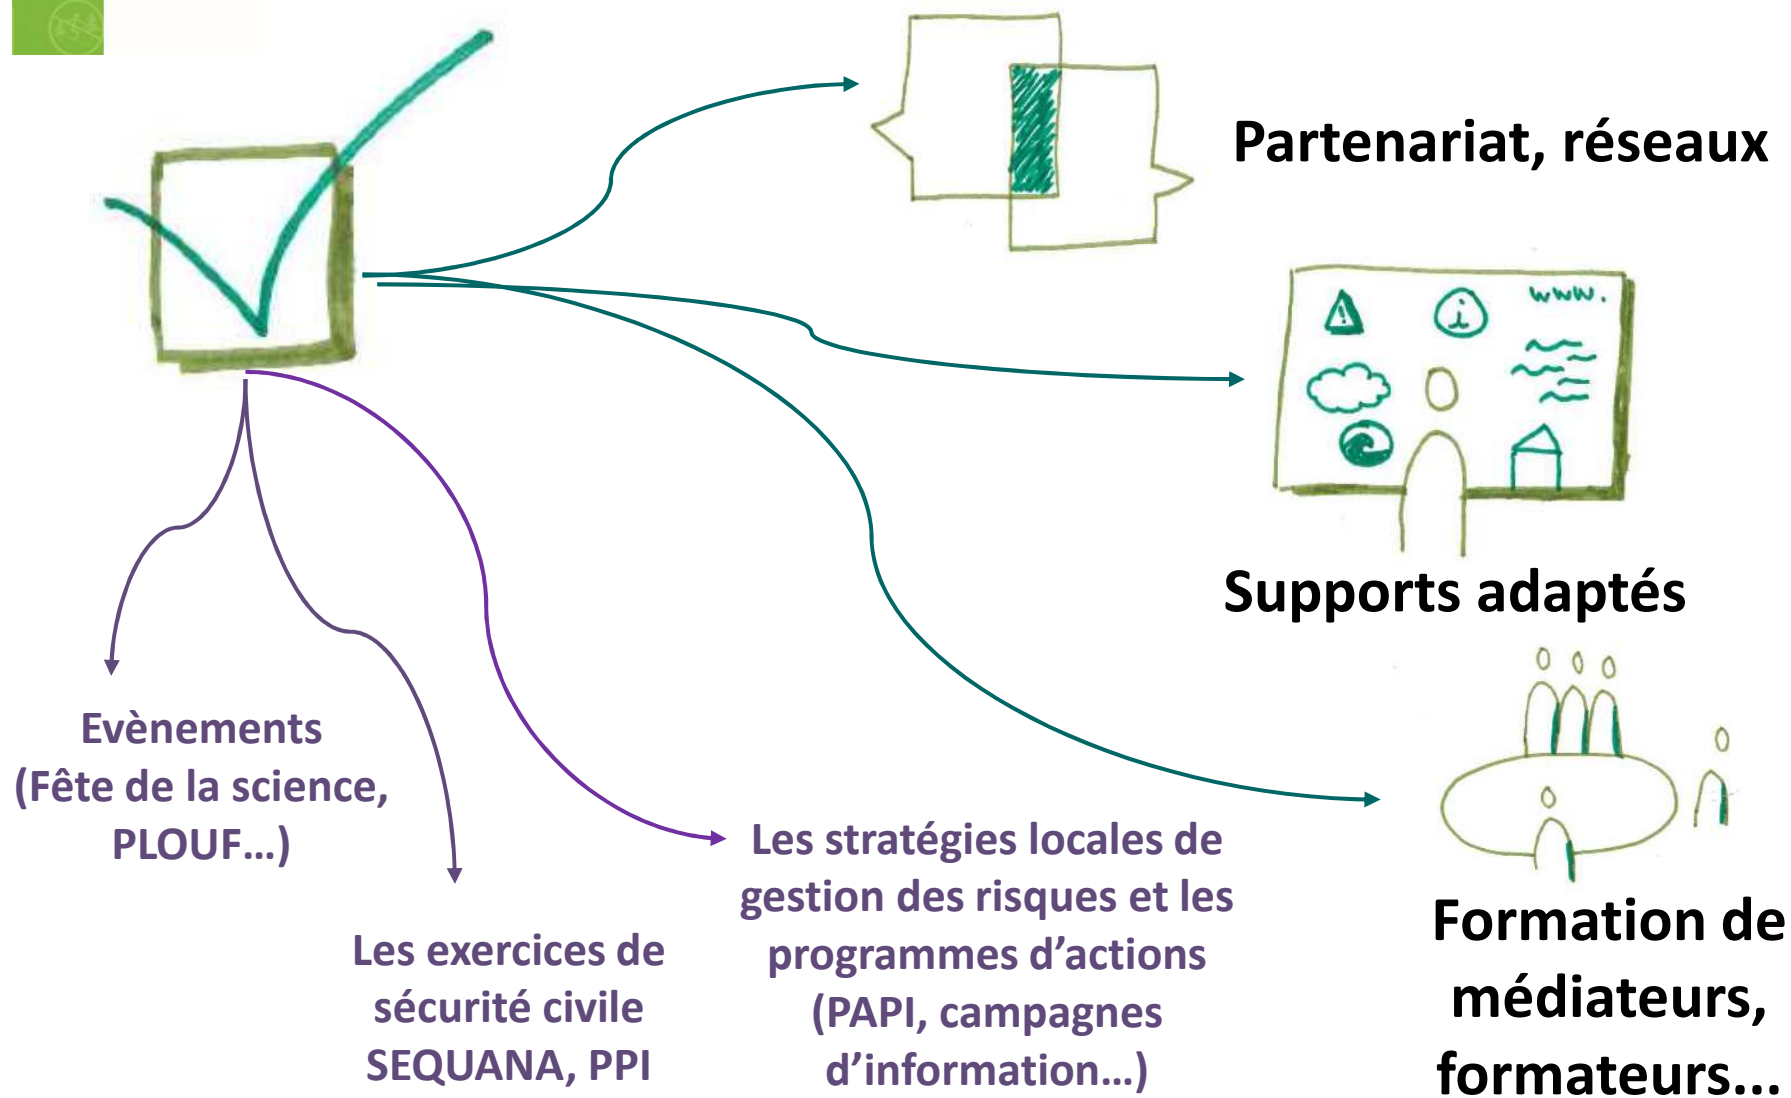 Partenariat, réseaux
www.
Supports adaptés
Evènements
(Fête de la science,
PLOUF…)
Les exercices de
sécurité civile
SEQUANA, PPI
Les stratégies locales de
gestion des risques et les
programmes d’actions
(PAPI, campagnes
d’information…)
Formation de
médiateurs,
formateurs...